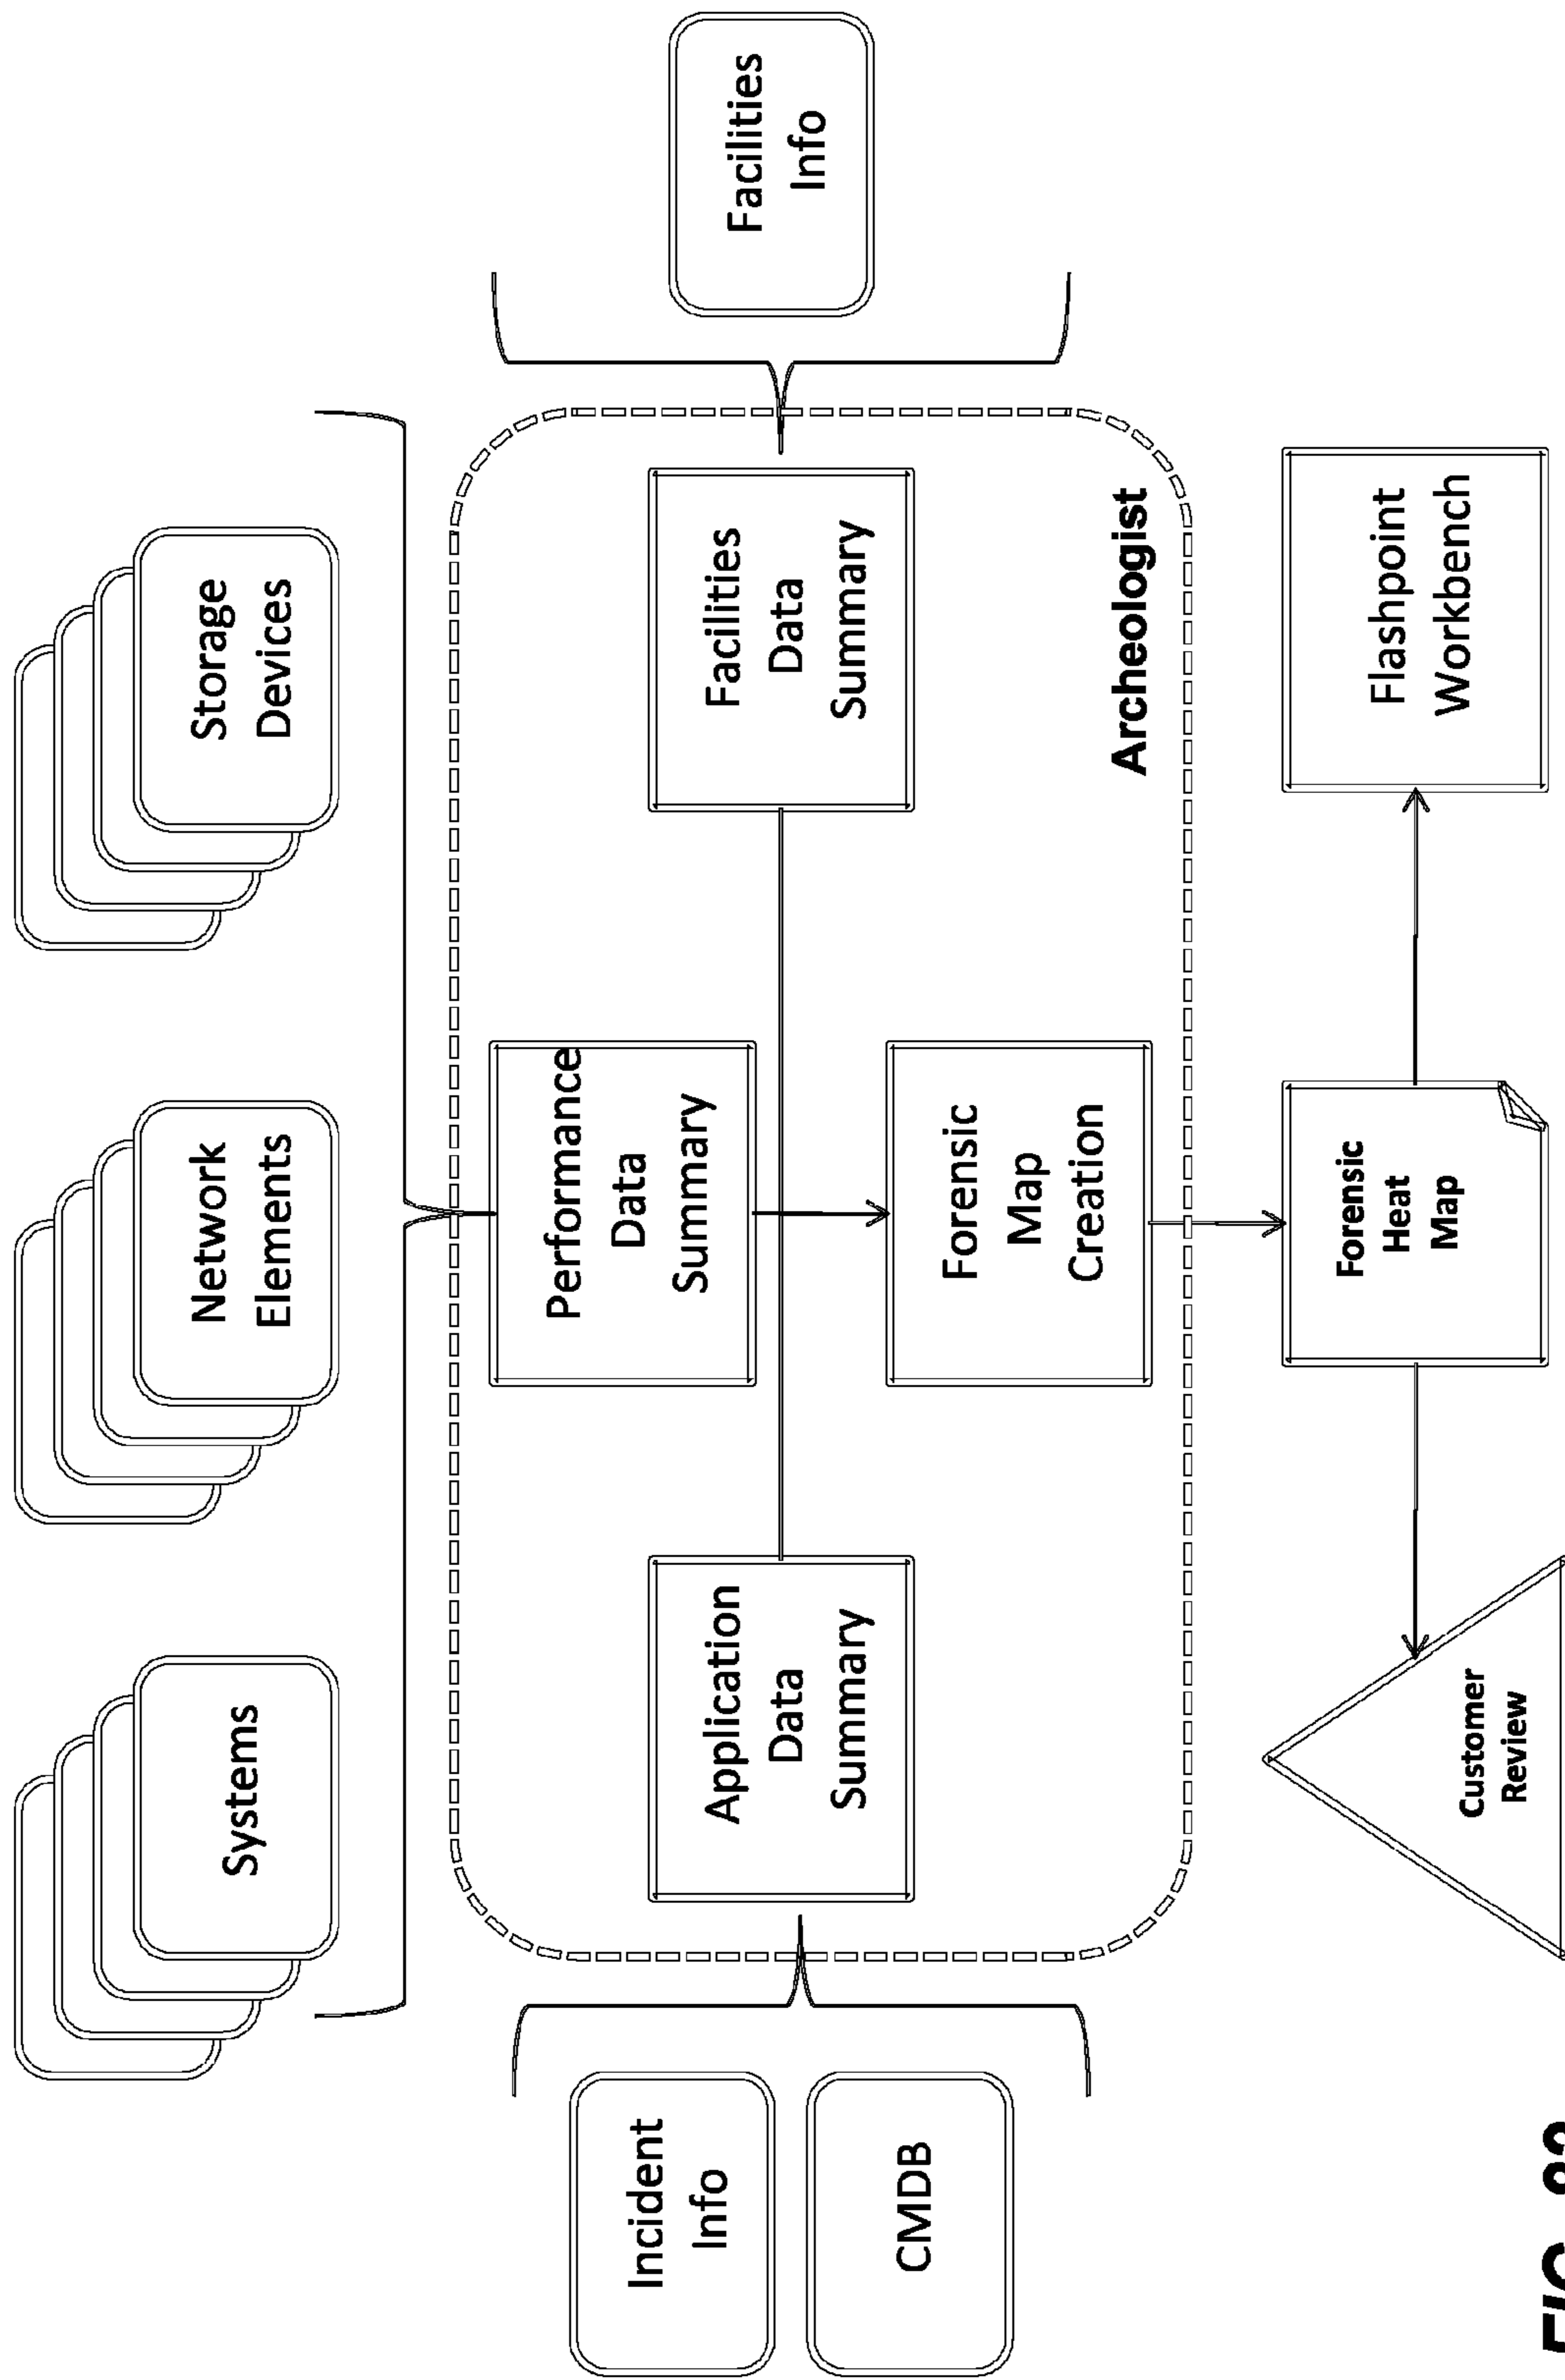 Systems
Network
Elements
Storage
Devices
Incident
Info
CMDB
Application
Data
Summary
Performance
Data
Summary
Facilities
Data
Summary
Facilities
Info
Forensic
Map
Creation
Archeologist
Customer
Review
Forensic
Heat
Map
Flashpoint
Workbench
FIG.